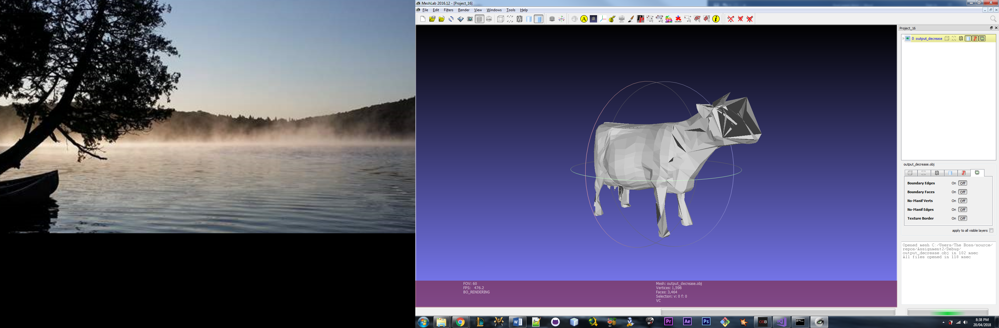 MeshLab 2016.12 - [Project_16]
File Edit Filters Render View Windows Tools Help
A
PP
GEOREF
i
Project_16
0 output_decrease
output_decrease.obj
Boundary Edges On Off
Boundary Faces On Off
No-Manif Verts On Off
No-Manif Edges On Off
Texture Border On Off
apply to all visible layers
Opened mesh C:/Users/The Boss/source/
repos/Assignment2/Debug/
output_decrease.obj in 102 msec
All files opened in 118 msec
FOV: 60
FPS: 476.2
BO_RENDERING
Mesh: output_decrease.obj
Vertices: 1,598
Faces: 3,464
Selection: v: 0 f: 0
VC
W
Pr
Ae
Ps
OSB
8:38 PM
20/04/2018